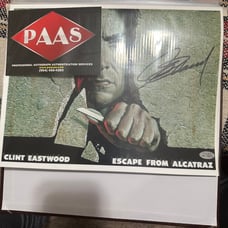 PAAS
PROFESSIONAL AUTOGRAPH AUTHENTICATION SERVICES
CLINT EASTWOOD
ESCAPE FROM ALCATRAZ